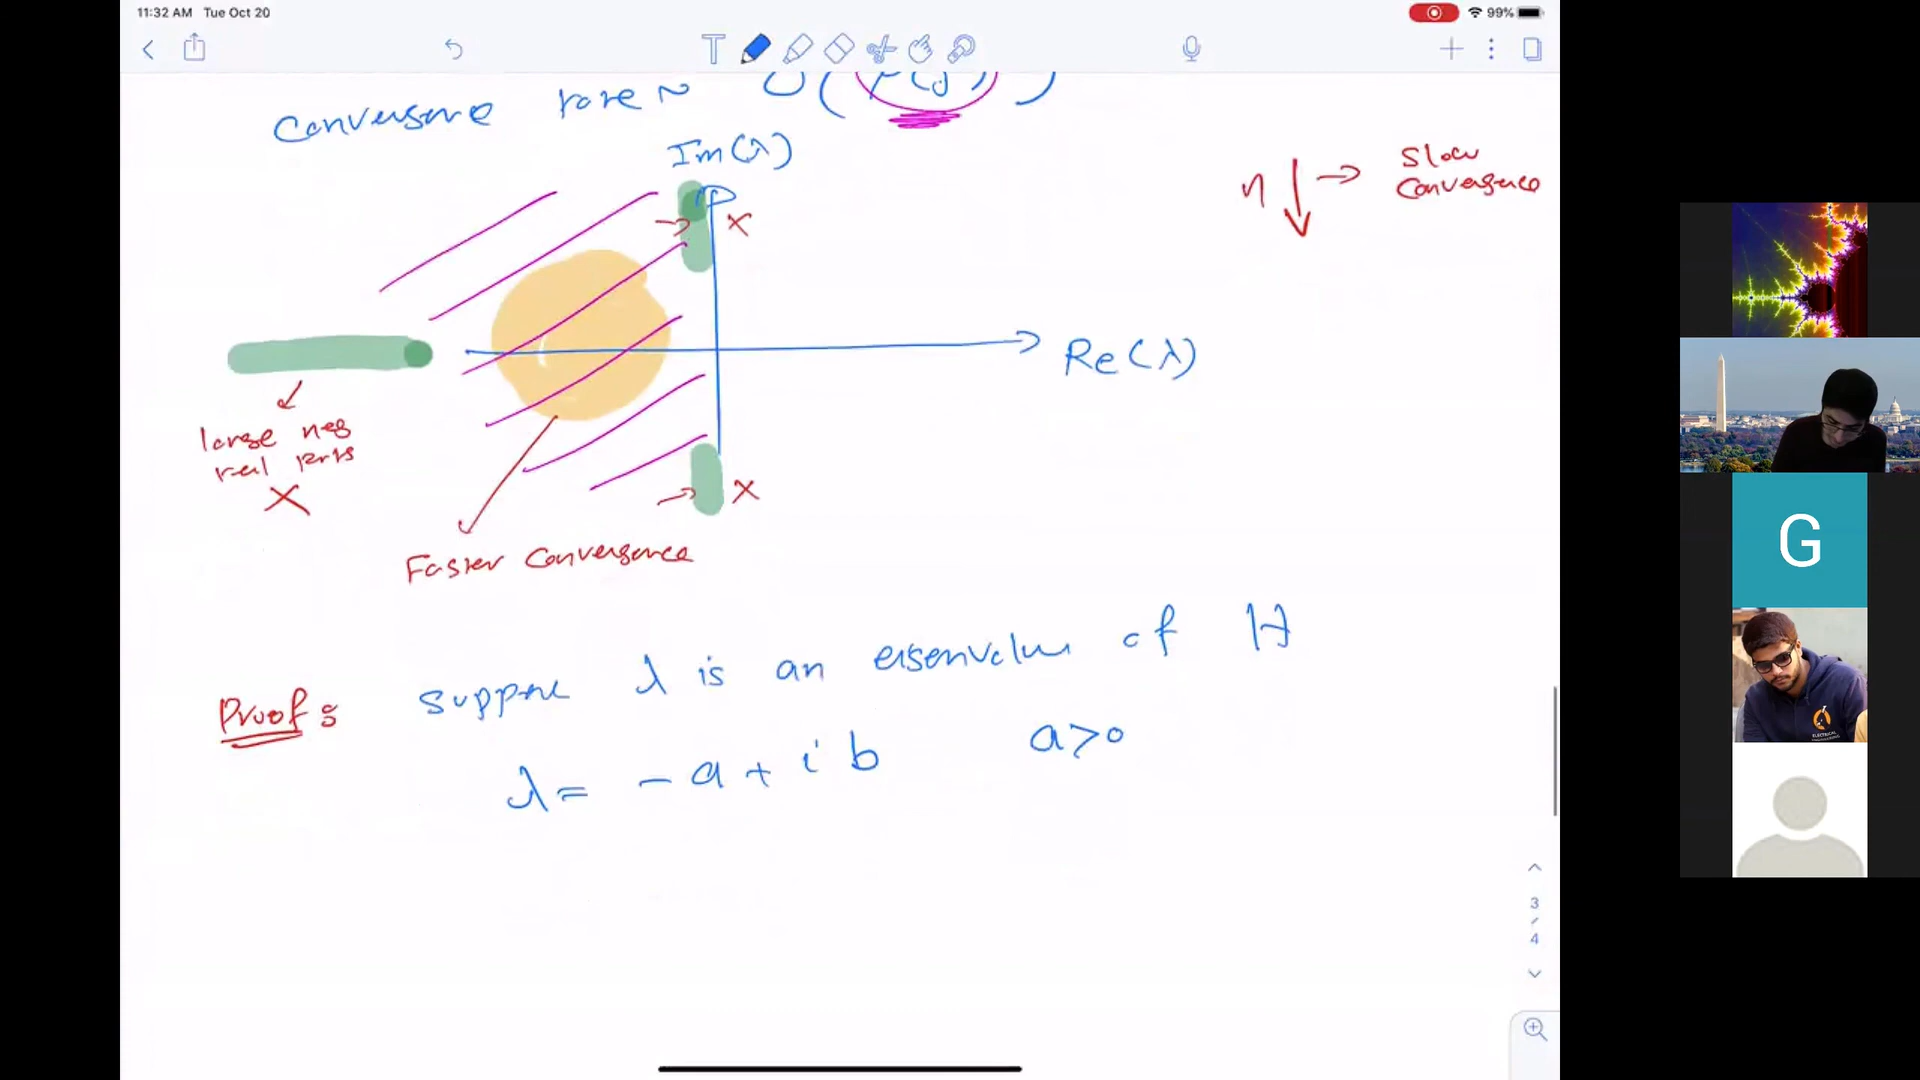 11:32 AM Tue Oct 20
99%
Convergence rate ~ O(ρ(J))
Im(λ)
η ↓ → Slow
Convergence
X
Re(λ)
large neg
real parts
X
X
Faster Convergence
Proof: Suppose λ is an eigenvalue of H
λ = - a + i b a>0
G
3
/
4